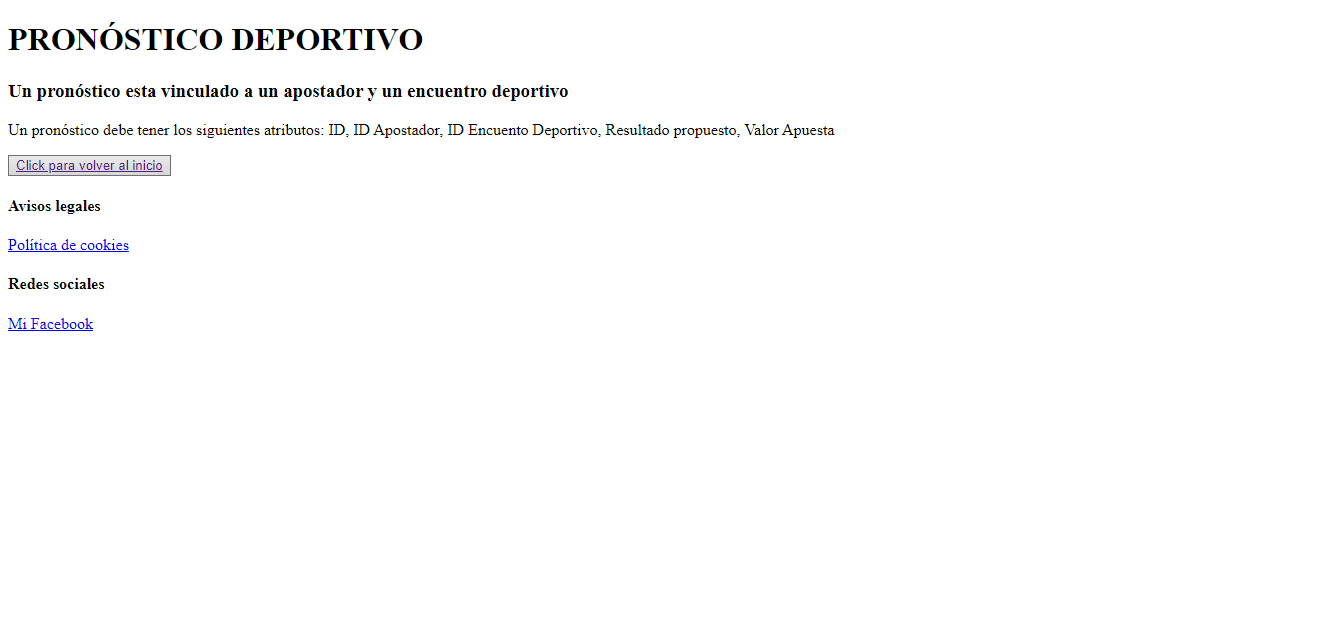 PRONÓSTICO DEPORTIVO
Un pronóstico esta vinculado a un apostador y un encuentro deportivo
Un pronóstico debe tener los siguientes atributos: ID, ID Apostador, ID Encuento Deportivo, Resultado propuesto, Valor Apuesta
Click para volver al inicio
Avisos legales
Política de cookies
Redes sociales
Mi Facebook